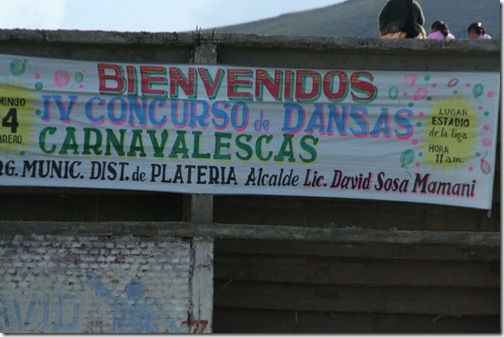 BIENVENIDOS
IV CONCURSO de DANSAS
CARNAVALESCAS
MUNIC. DIST. de PLATERIA Alcalde Lic. David Sosa Mamani
LUGAR
ESTADIO
de la liga
HORA
11 am.